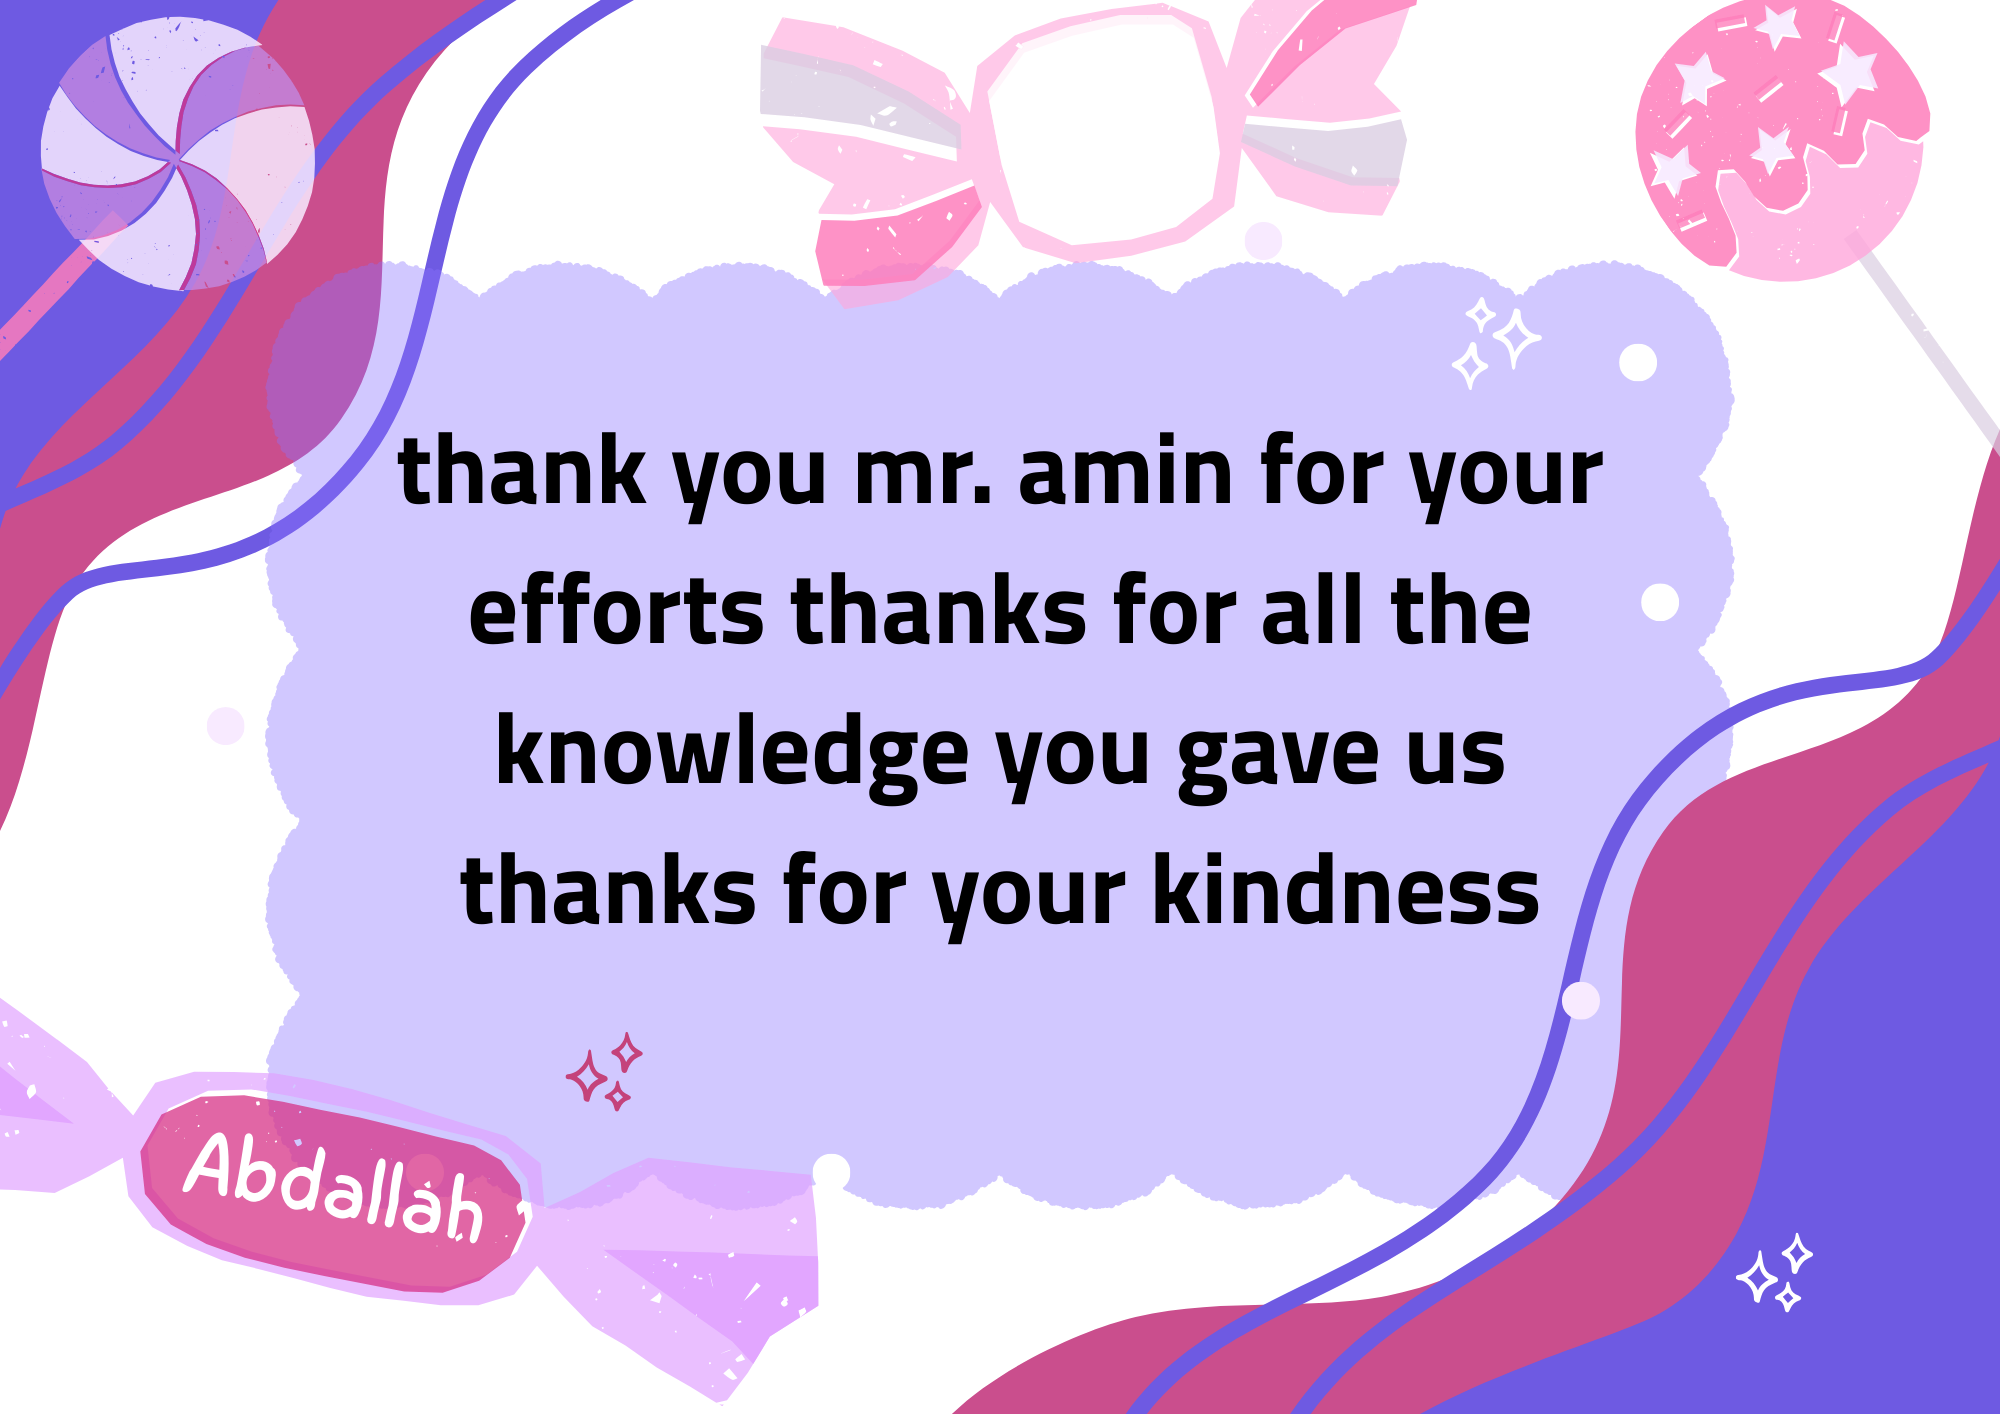 thank you mr. amin for your
efforts thanks for all the
knowledge you gave us
thanks for your kindness
Abdallah